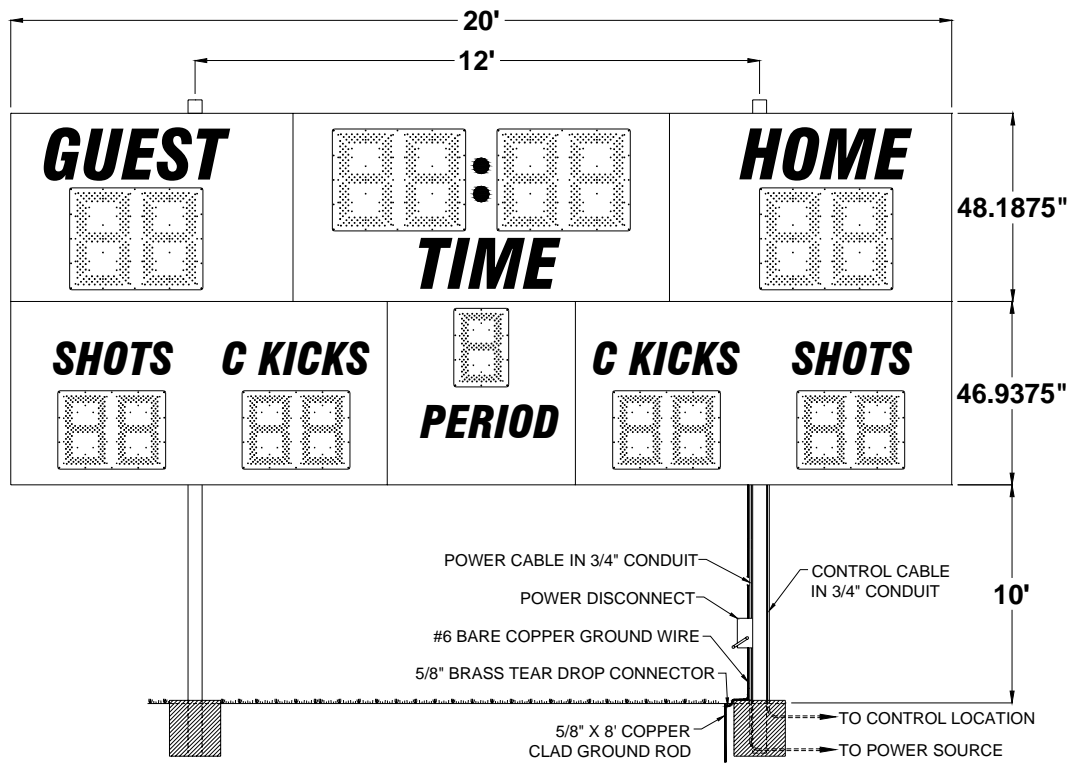 20'
12'
GUEST
TIME
HOME
48.1875"
SHOTS
C KICKS
PERIOD
C KICKS
SHOTS
46.9375"
POWER CABLE IN 3/4" CONDUIT
POWER DISCONNECT
#6 BARE COPPER GROUND WIRE
5/8" BRASS TEAR DROP CONNECTOR
5/8" X 8' COPPER
CLAD GROUND ROD
CONTROL CABLE
IN 3/4" CONDUIT
10'
TO CONTROL LOCATION
TO POWER SOURCE